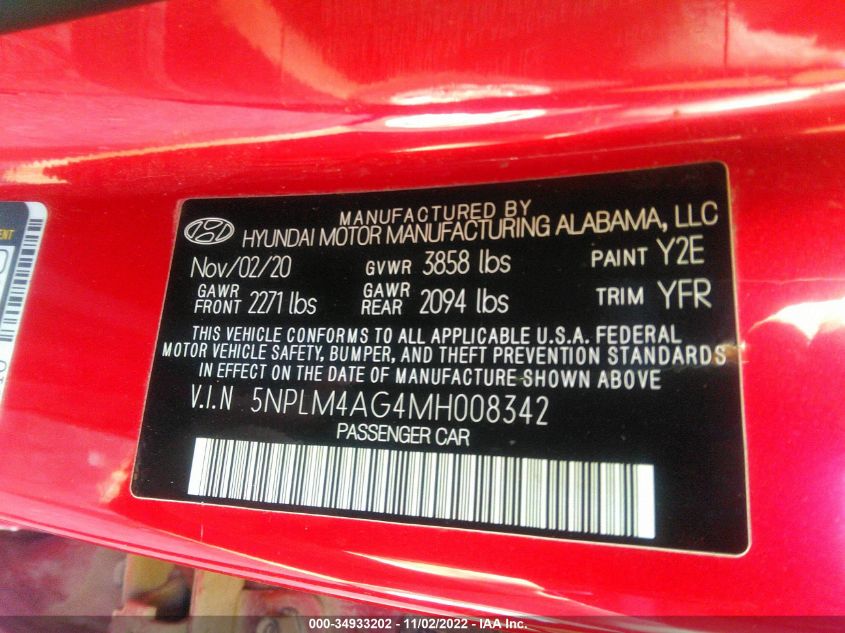 MANUFACTURED BY
HYUNDAI MOTOR MANUFACTURING ALABAMA, LLC
Nov/02/20 GVWR 3858 lbs PAINT Y2E
GAWR FRONT 2271 lbs GAWR REAR 2094 lbs TRIM YFR
THIS VEHICLE CONFORMS TO ALL APPLICABLE U.S.A. FEDERAL
MOTOR VEHICLE SAFETY, BUMPER, AND THEFT PREVENTION STANDARDS
IN EFFECT ON THE DATE OF MANUFACTURE SHOWN ABOVE
V.I.N 5NPLM4AG4MH008342
PASSENGER CAR
000-34933202 - 11/02/2022 - IAA Inc.